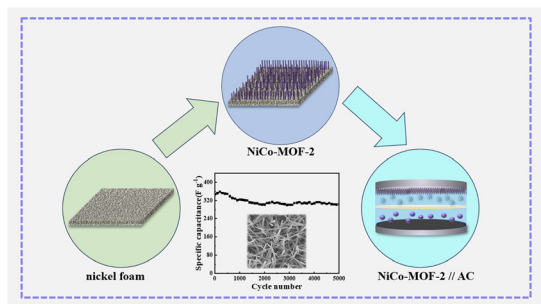 NiCo-MOF-2
nickel foam
Specific capactance(F g-1)
400
320
240
160
80
0
0 1000 2000 3000 4000 5000
Cycle number
NiCo-MOF-2 // AC